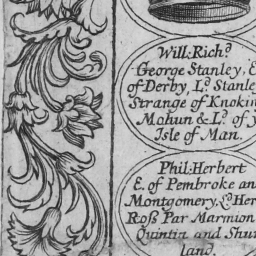 Will: Richd.
George Stanley, E
of Derby, Ld. Stanle
Strange of Knokin
Mohun & Ld. of y
Isle of Man.
Phil: Herbert
E. of Pembroke an
Montgomery, Ld. Her
Roß Par Marmion
Quintin and Shur
land,